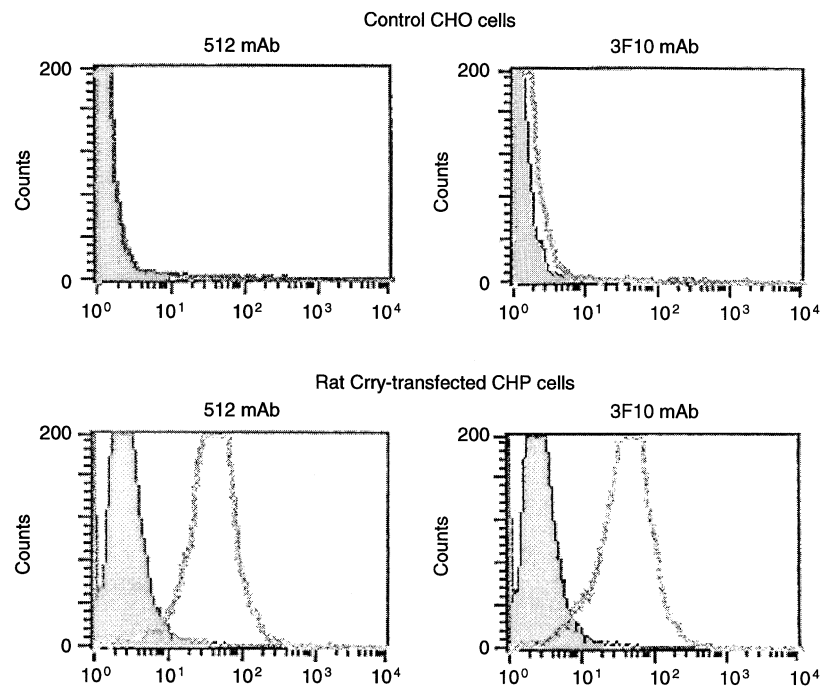 Control CHO cells
512 mAb
3F10 mAb
200
Counts
0
10⁰ 10¹ 10² 10³ 10⁴
200
Counts
0
10⁰ 10¹ 10² 10³ 10⁴
Rat Crry-transfected CHP cells
512 mAb
3F10 mAb
200
Counts
0
10⁰ 10¹ 10² 10³ 10⁴
200
Counts
0
10⁰ 10¹ 10² 10³ 10⁴